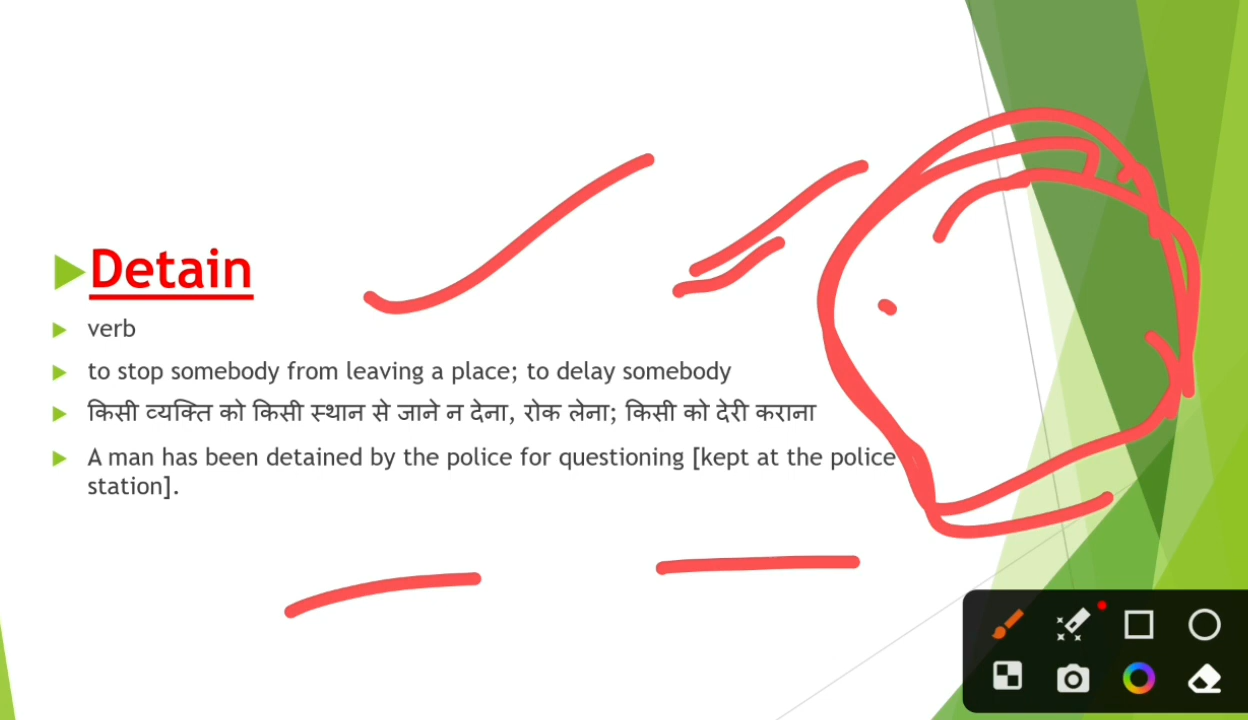 Detain
verb
to stop somebody from leaving a place; to delay somebody
किसी व्यक्ति को किसी स्थान से जाने न देना, रोक लेना; किसी को देरी कराना
A man has been detained by the police for questioning [kept at the police
station].